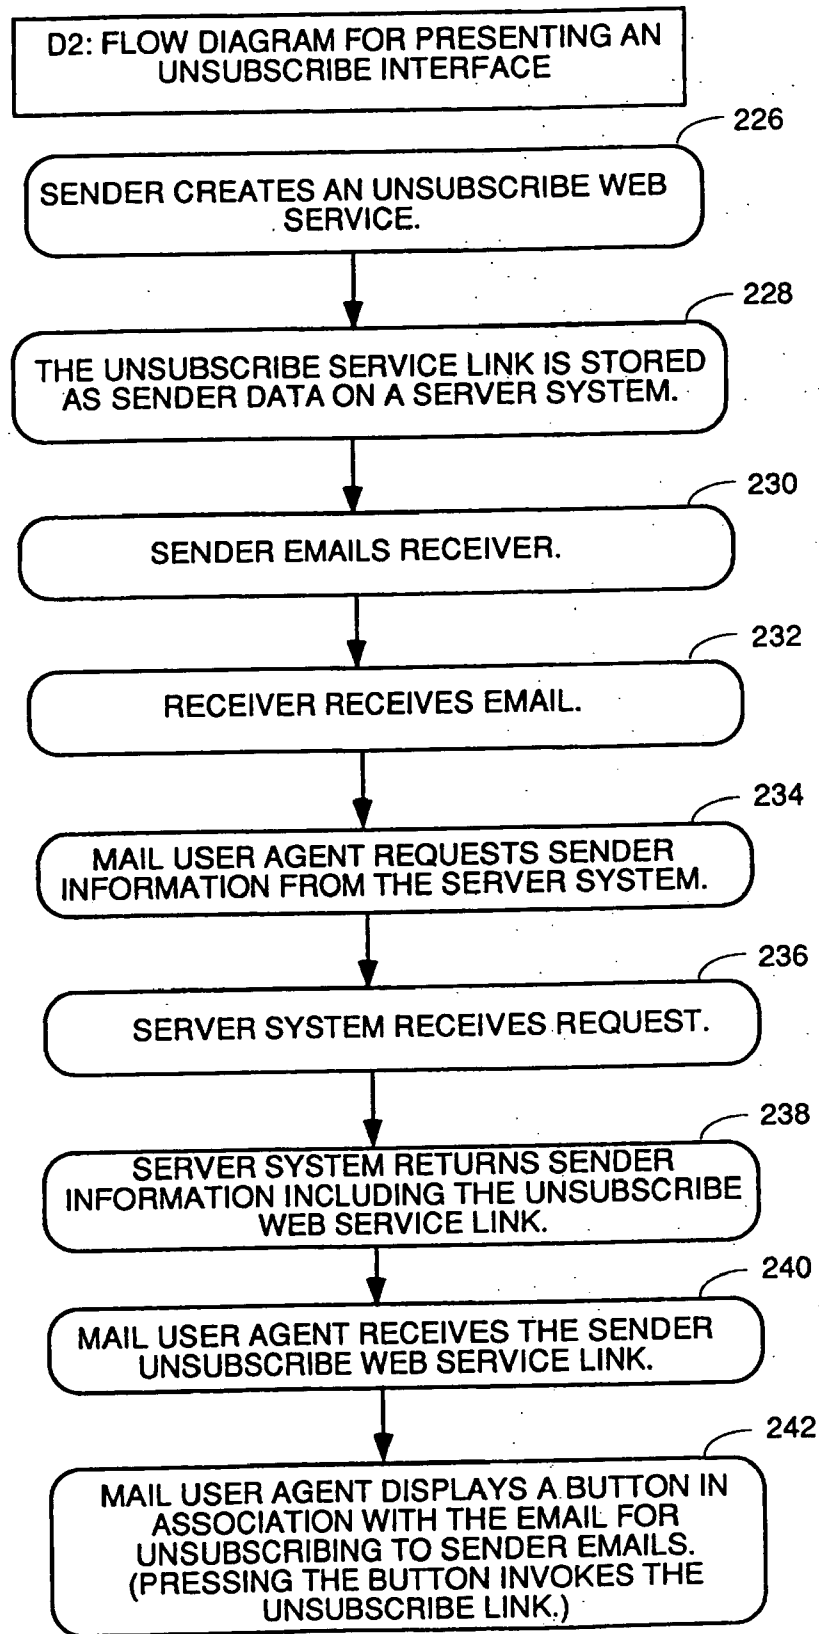 D2: FLOW DIAGRAM FOR PRESENTING AN
UNSUBSCRIBE INTERFACE
226
SENDER CREATES AN UNSUBSCRIBE WEB
SERVICE.
228
THE UNSUBSCRIBE SERVICE LINK IS STORED
AS SENDER DATA ON A SERVER SYSTEM.
230
SENDER EMAILS RECEIVER.
232
RECEIVER RECEIVES EMAIL.
234
MAIL USER AGENT REQUESTS SENDER
INFORMATION FROM THE SERVER SYSTEM.
236
SERVER SYSTEM RECEIVES REQUEST.
238
SERVER SYSTEM RETURNS SENDER
INFORMATION INCLUDING THE UNSUBSCRIBE
WEB SERVICE LINK.
240
MAIL USER AGENT RECEIVES THE SENDER
UNSUBSCRIBE WEB SERVICE LINK.
242
MAIL USER AGENT DISPLAYS A BUTTON IN
ASSOCIATION WITH THE EMAIL FOR
UNSUBSCRIBING TO SENDER EMAILS.
(PRESSING THE BUTTON INVOKES THE
UNSUBSCRIBE LINK.)